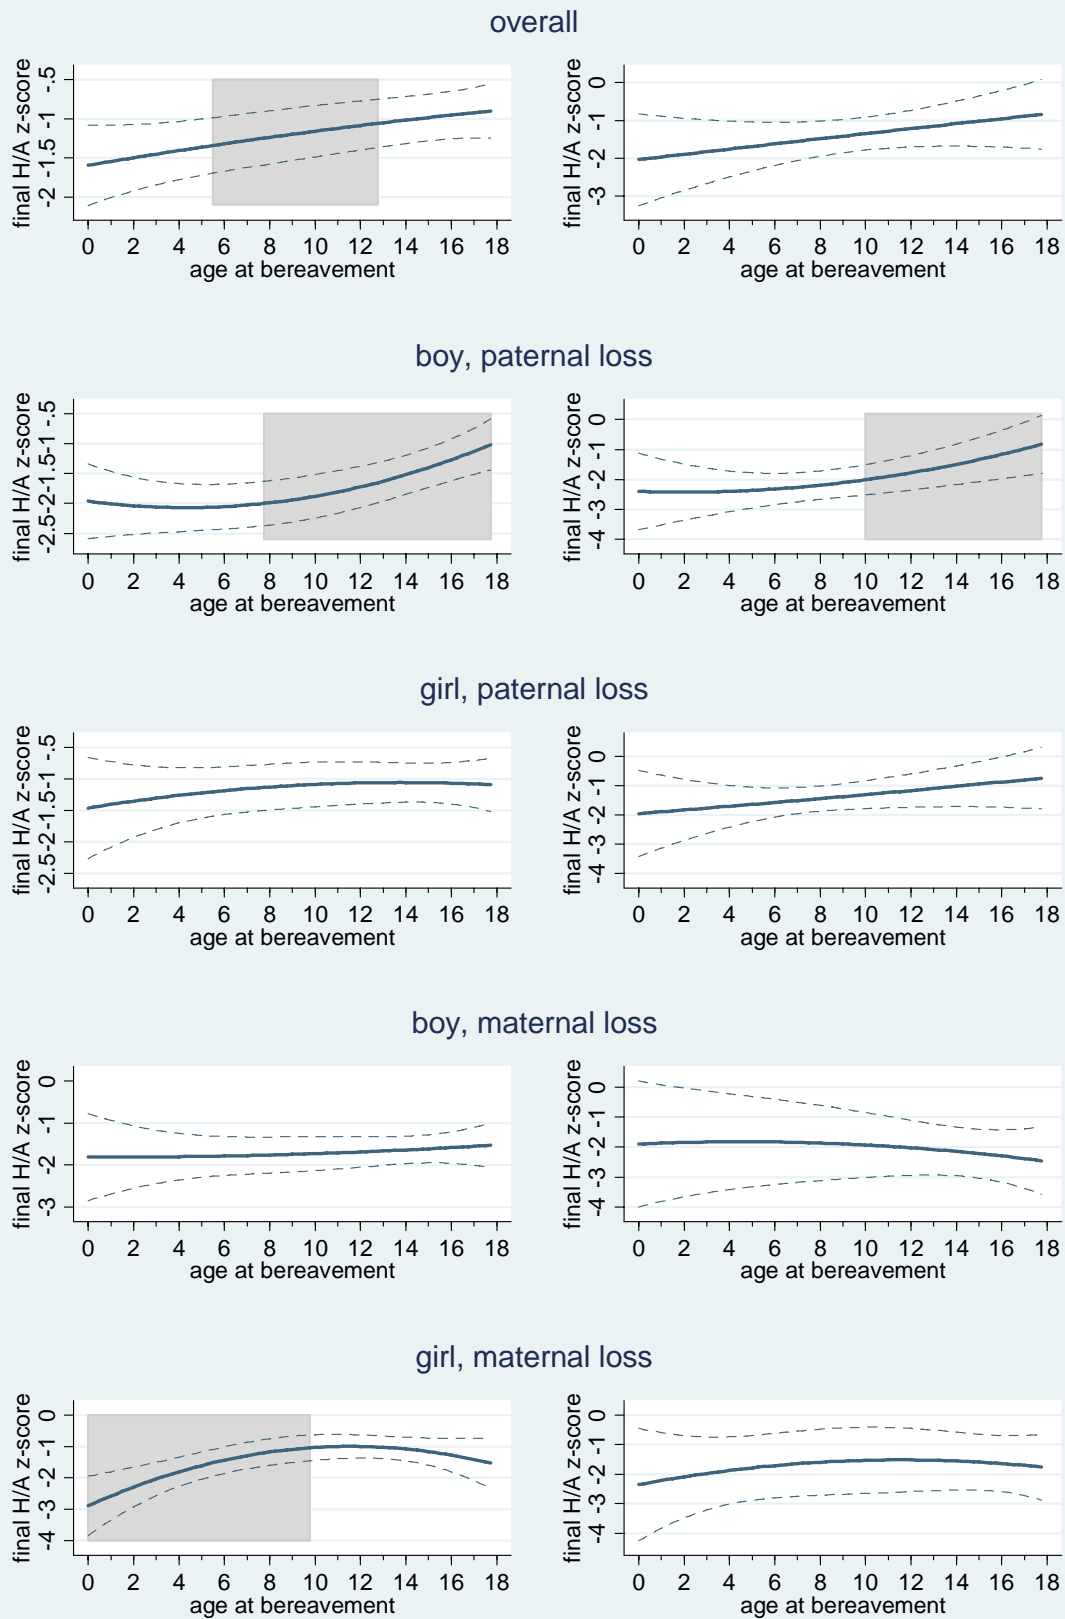 overall
final H/A z-score
-.5
-1
-1.5
-2
0 2 4 6 8 10 12 14 16 18
age at bereavement
final H/A z-score
0
-1
-2
-3
0 2 4 6 8 10 12 14 16 18
age at bereavement
boy, paternal loss
final H/A z-score
-.5
-1
-1.5
-2
-2.5
0 2 4 6 8 10 12 14 16 18
age at bereavement
final H/A z-score
0
-1
-2
-3
-4
0 2 4 6 8 10 12 14 16 18
age at bereavement
girl, paternal loss
final H/A z-score
-.5
-1
-1.5
-2
-2.5
0 2 4 6 8 10 12 14 16 18
age at bereavement
final H/A z-score
0
-1
-2
-3
-4
0 2 4 6 8 10 12 14 16 18
age at bereavement
boy, maternal loss
final H/A z-score
0
-1
-2
-3
0 2 4 6 8 10 12 14 16 18
age at bereavement
final H/A z-score
0
-1
-2
-3
-4
0 2 4 6 8 10 12 14 16 18
age at bereavement
girl, maternal loss
final H/A z-score
0
-1
-2
-3
-4
0 2 4 6 8 10 12 14 16 18
age at bereavement
final H/A z-score
0
-1
-2
-3
-4
0 2 4 6 8 10 12 14 16 18
age at bereavement